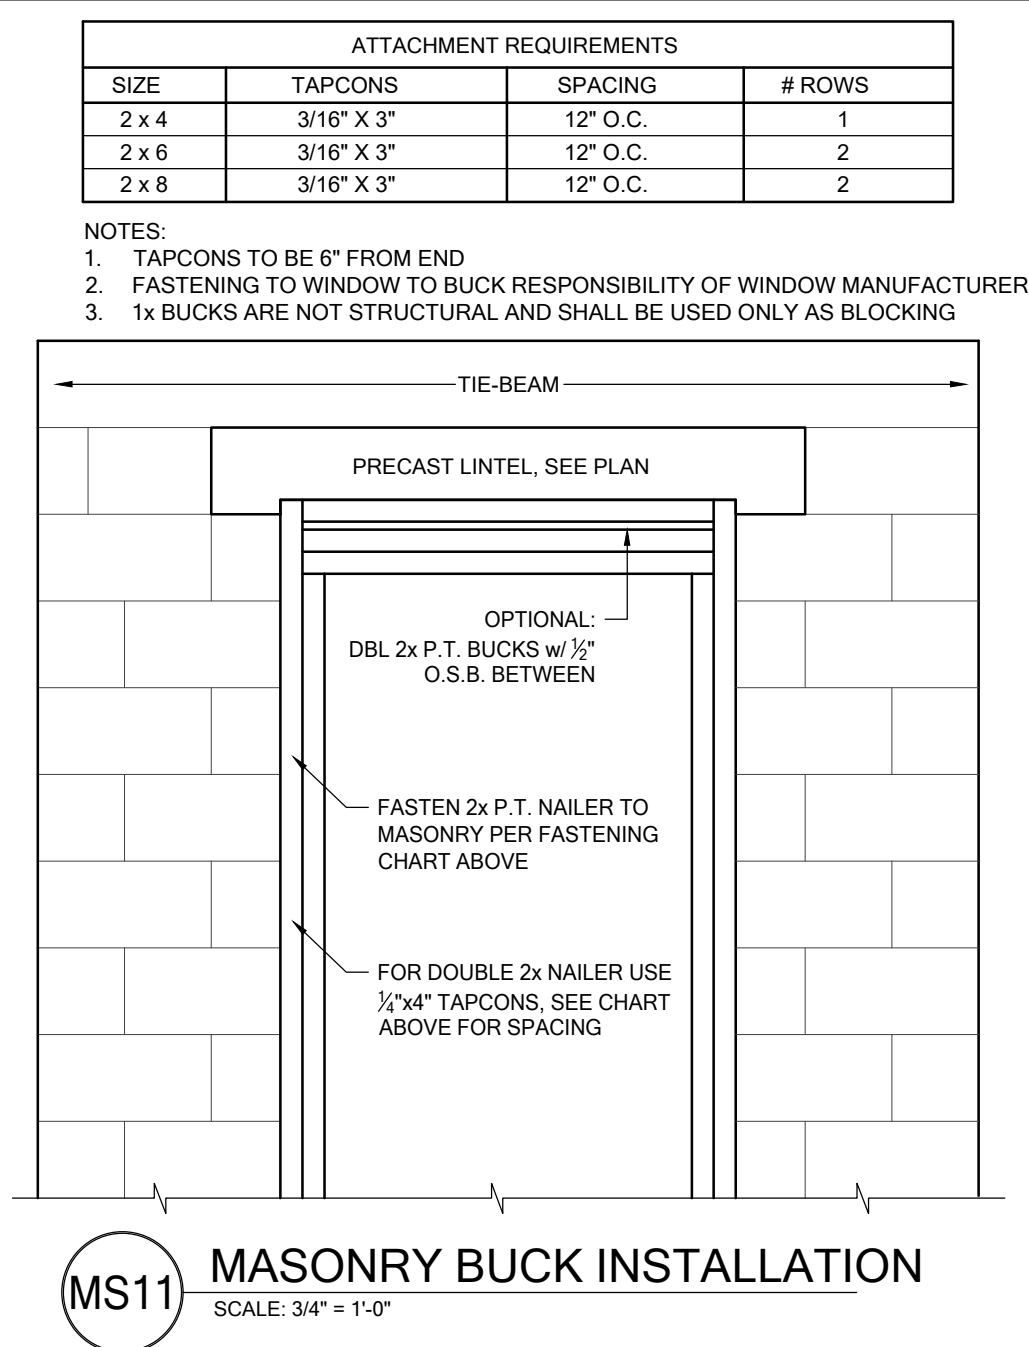 ATTACHMENT REQUIREMENTS
SIZE TAPCONS SPACING # ROWS
2 x 4 3/16" X 3" 12" O.C. 1
2 x 6 3/16" X 3" 12" O.C. 2
2 x 8 3/16" X 3" 12" O.C. 2
NOTES:
1. TAPCONS TO BE 6" FROM END
2. FASTENING TO WINDOW TO BUCK RESPONSIBILITY OF WINDOW MANUFACTURER
3. 1x BUCKS ARE NOT STRUCTURAL AND SHALL BE USED ONLY AS BLOCKING
TIE-BEAM
PRECAST LINTEL, SEE PLAN
OPTIONAL:
DBL 2x P.T. BUCKS w/ ½"
O.S.B. BETWEEN
FASTEN 2x P.T. NAILER TO
MASONRY PER FASTENING
CHART ABOVE
FOR DOUBLE 2x NAILER USE
¼"x4" TAPCONS, SEE CHART
ABOVE FOR SPACING
MS11
MASONRY BUCK INSTALLATION
SCALE: 3/4" = 1'-0"